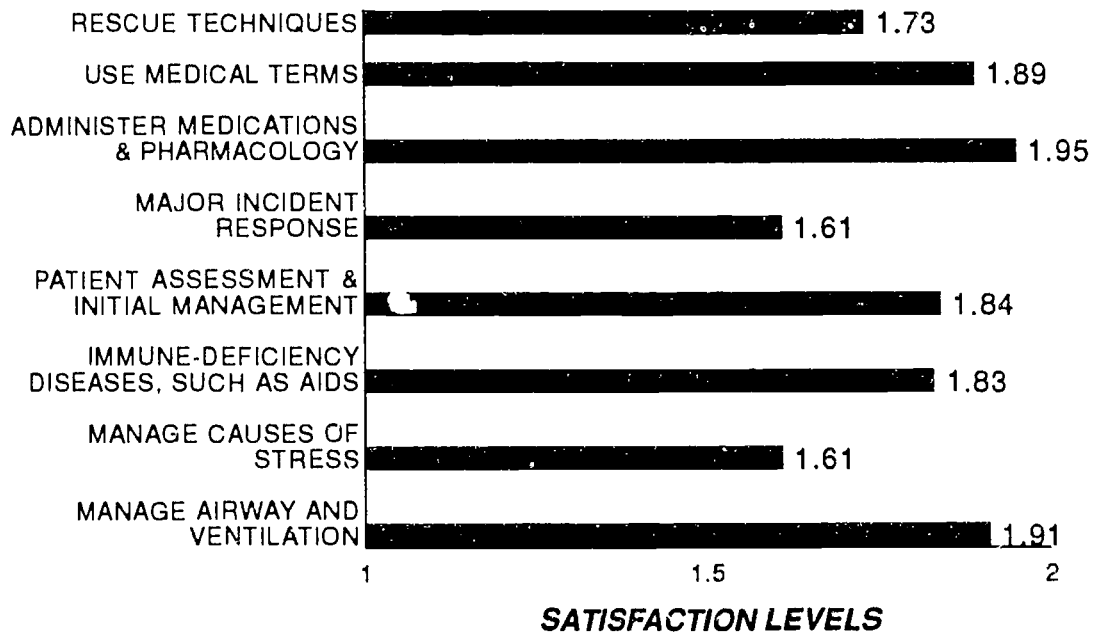 RESCUE TECHNIQUES 1.73
USE MEDICAL TERMS 1.89
ADMINISTER MEDICATIONS
& PHARMACOLOGY 1.95
MAJOR INCIDENT
RESPONSE 1.61
PATIENT ASSESSMENT &
INITIAL MANAGEMENT 1.84
IMMUNE-DEFICIENCY
DISEASES, SUCH AS AIDS 1.83
MANAGE CAUSES OF
STRESS 1.61
MANAGE AIRWAY AND
VENTILATION 1.91
1 1.5 2
SATISFACTION LEVELS